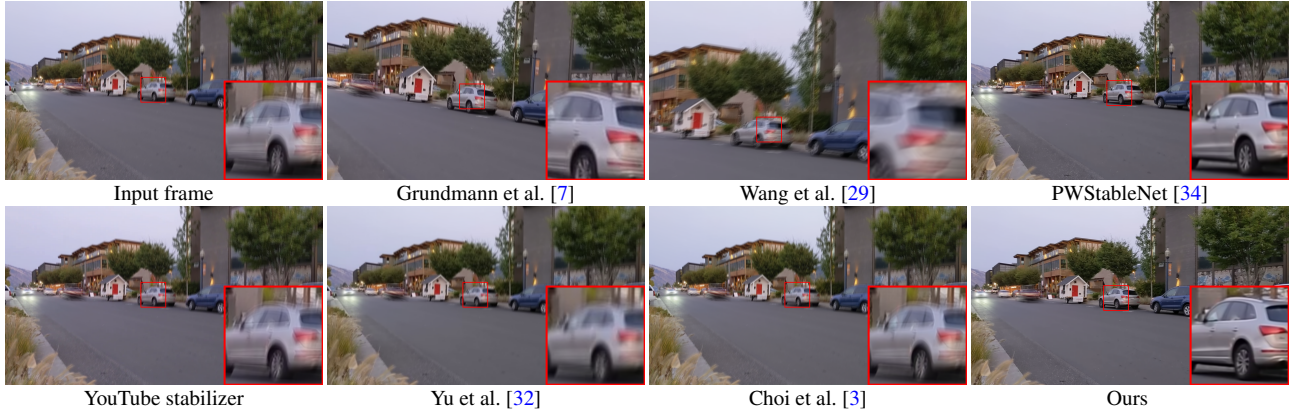 Input frame
Grundmann et al. [7]
Wang et al. [29]
PWStableNet [34]
YouTube stabilizer
Yu et al. [32]
Choi et al. [3]
Ours